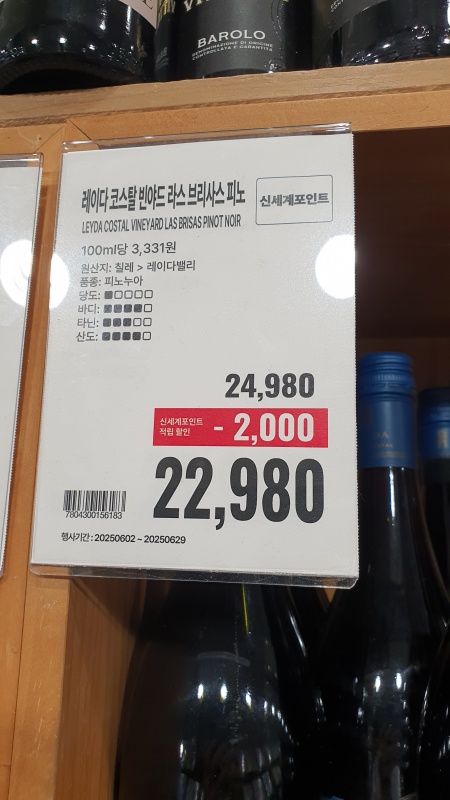 BAROLO
DENOMINAZIONE DI ORIGINE
CONTROLLATA E GARANTITA
레이다 코스탈 빈야드 라스 브리사스 피노
신세계포인트
LEYDA COSTAL VINEYARD LAS BRISAS PINOT NOIR
100ml당 3,331원
원산지: 칠레 > 레이다밸리
품종: 피노누아
당도: ■□□□□
바디: ■■■■□
타닌: ■■■□□
산도: ■■■■□
24,980
신세계포인트
적립 할인
- 2,000
22,980
7804300156183
행사기간 : 20250602 ~ 20250629